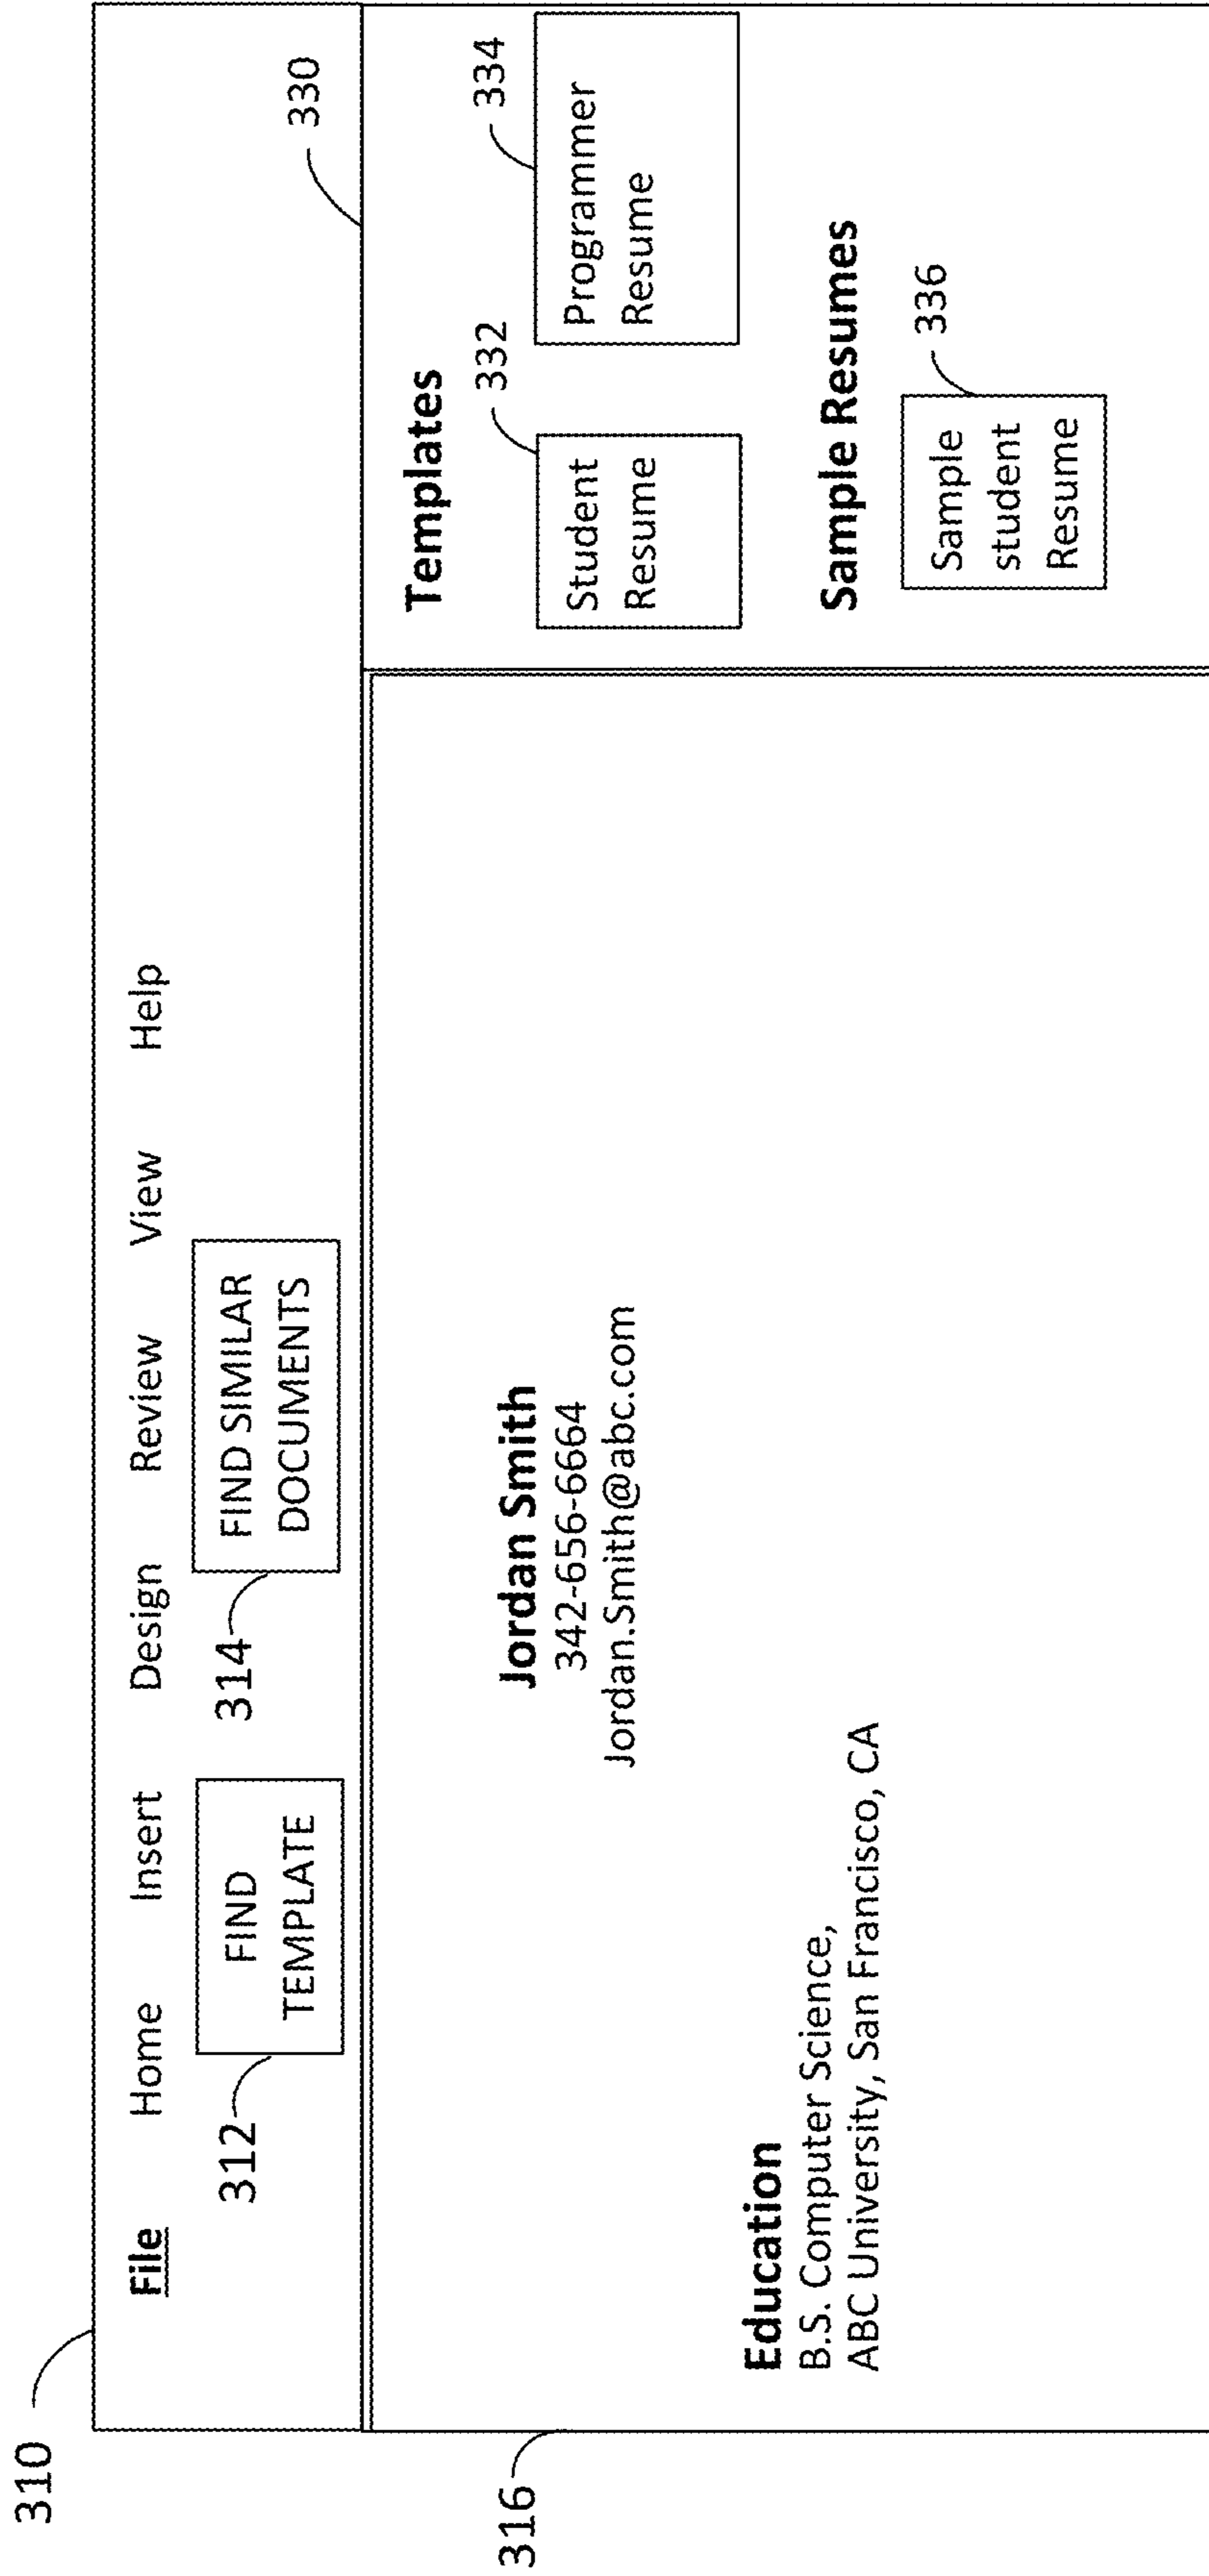 310
File Home Insert Design Review View Help
312
FIND
TEMPLATE
314
FIND SIMILAR
DOCUMENTS
330
316
Jordan Smith
342-656-6664
Jordan.Smith@abc.com
Education
B.S. Computer Science,
ABC University, San Francisco, CA
Templates
332
334
Student
Resume
Programmer
Resume
Sample Resumes
336
Sample
student
Resume